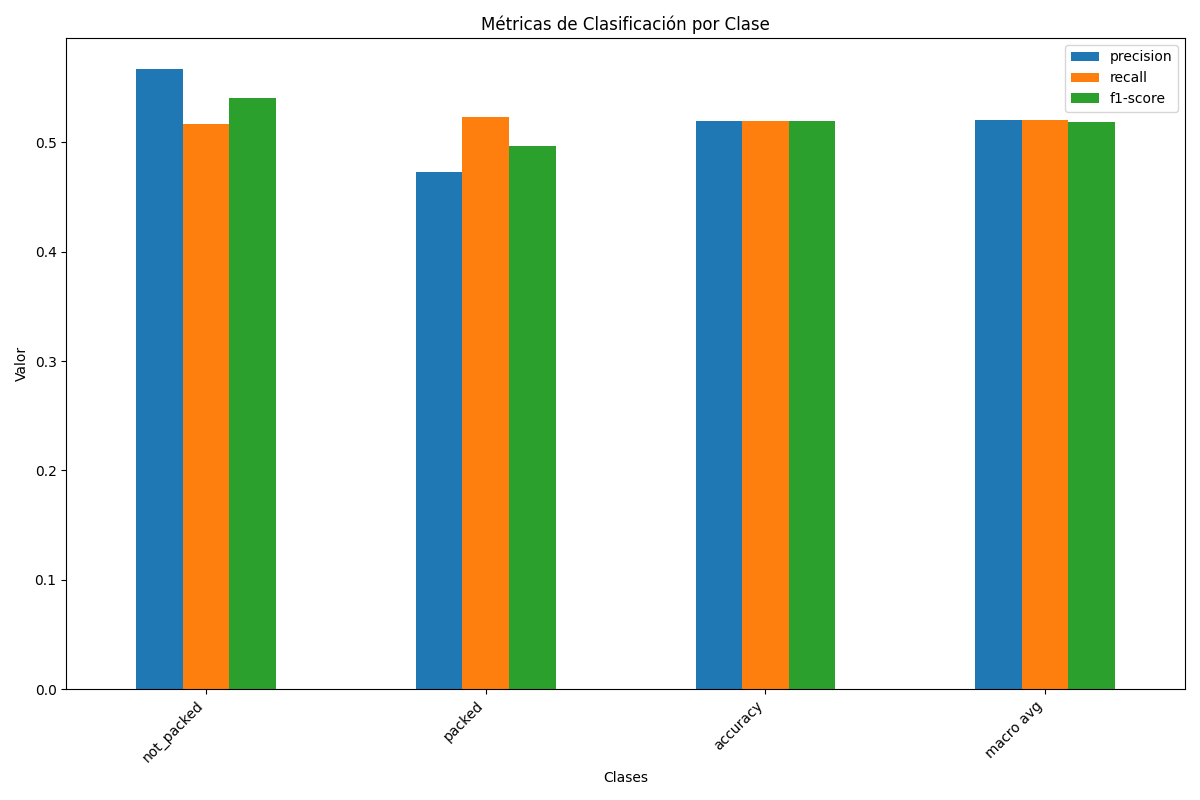 Métricas de Clasificación por Clase
precision
recall
f1-score
Valor
0.5
0.4
0.3
0.2
0.1
0.0
not_packed
packed
accuracy
macro avg
Clases